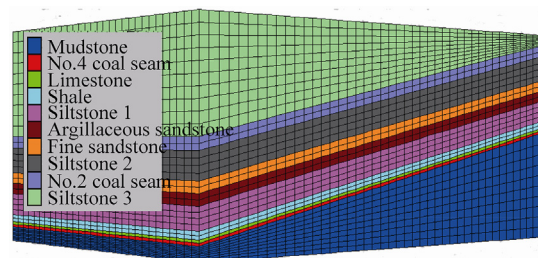 Mudstone
No.4 coal seam
Limestone
Shale
Siltstone 1
Argillaceous sandstone
Fine sandstone
Siltstone 2
No.2 coal seam
Siltstone 3